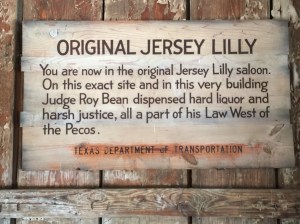 ORIGINAL JERSEY LILLY
You are now in the original Jersey Lilly saloon.
On this exact site and in this very building
Judge Roy Bean dispensed hard liquor and
harsh justice, all a part of his Law West of
the Pecos.
TEXAS DEPARTMENT OF TRANSPORTATION